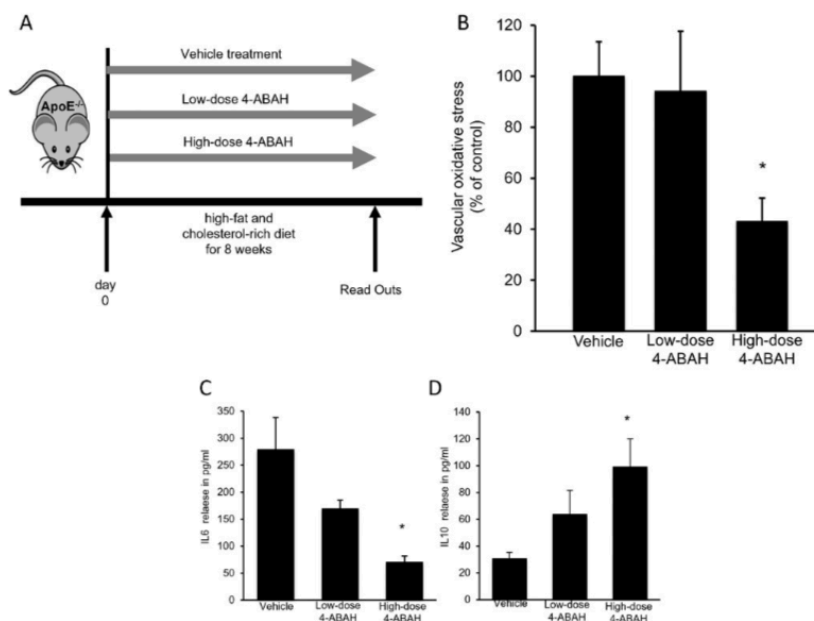 A
Vehicle treatment
ApoE-/-
Low-dose 4-ABAH
High-dose 4-ABAH
high-fat and
cholesterol-rich diet
for 8 weeks
day
0
Read Outs
B
Vascular oxidative stress
(% of control)
120
100
80
60
40
20
0
*
Vehicle
Low-dose
4-ABAH
High-dose
4-ABAH
C
IL6 relaese in pg/ml
350
300
250
200
150
100
50
0
*
Vehicle
Low-dose
4-ABAH
High-dose
4-ABAH
D
IL10 relaese in pg/ml
140
120
100
80
60
40
20
0
*
Vehicle
Low-dose
4-ABAH
High-dose
4-ABAH